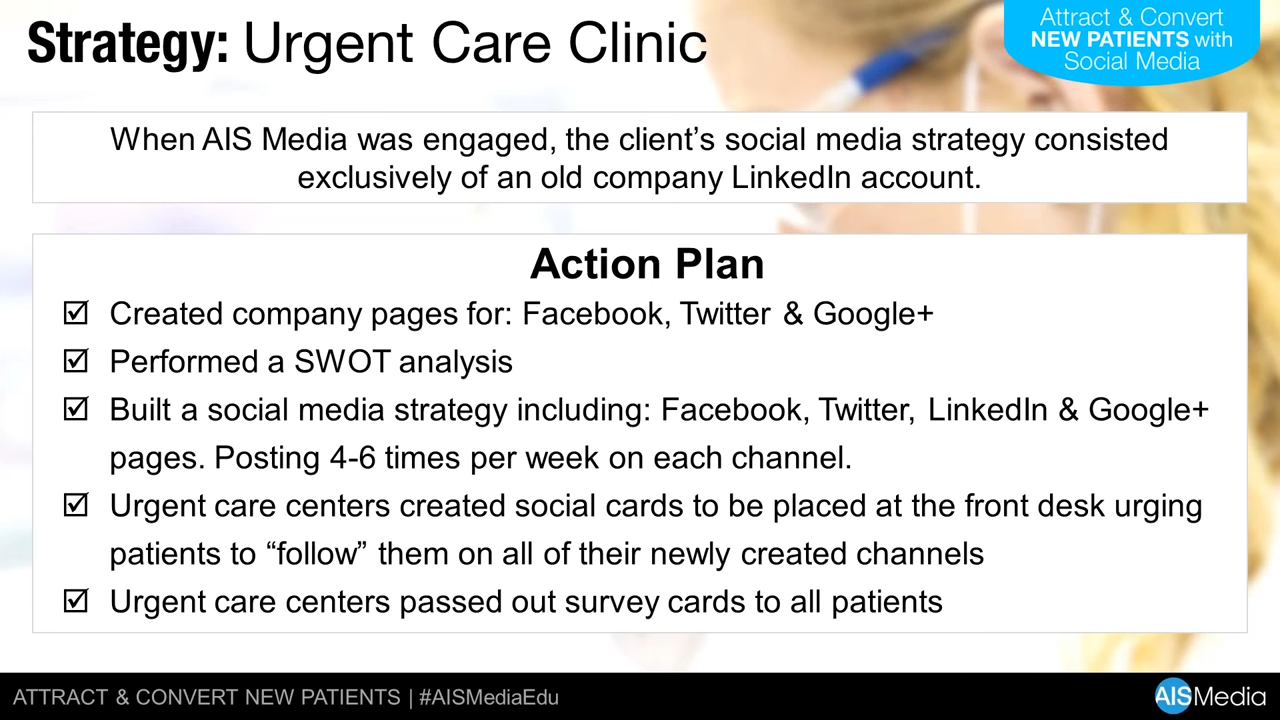 Strategy: Urgent Care Clinic
Attract & Convert
NEW PATIENTS with
Social Media
When AIS Media was engaged, the client’s social media strategy consisted
exclusively of an old company LinkedIn account.
Action Plan
Created company pages for: Facebook, Twitter & Google+
Performed a SWOT analysis
Built a social media strategy including: Facebook, Twitter, LinkedIn & Google+
pages. Posting 4-6 times per week on each channel.
Urgent care centers created social cards to be placed at the front desk urging
patients to “follow” them on all of their newly created channels
Urgent care centers passed out survey cards to all patients
ATTRACT & CONVERT NEW PATIENTS | #AISMediaEdu
AISMedia